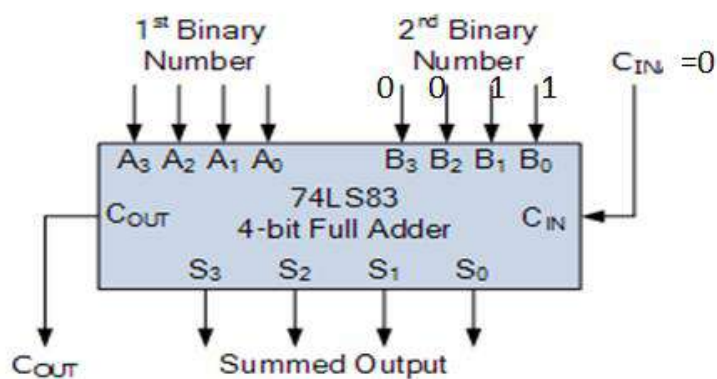 1st Binary Number
2nd Binary Number
CIN, =0
0 0 1 1
A3 A2 A1 A0
B3 B2 B1 B0
74LS83
4-bit Full Adder
COUT
CIN
S3 S2 S1 S0
COUT
Summed Output